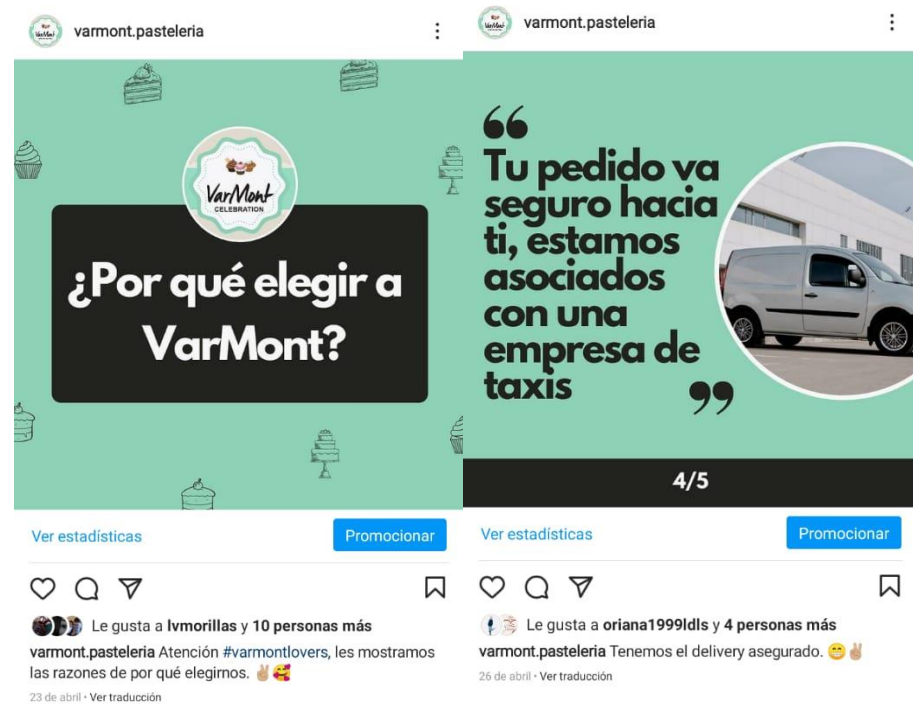 varmont.pasteleria
VarMont
CELEBRATION
¿Por qué elegir a
VarMont?
Ver estadísticas
Promocionar
Le gusta a lvmorillas y 10 personas más
varmont.pasteleria Atención #varmontlovers, les mostramos
las razones de por qué elegirnos. ✌🏼🥰
23 de abril • Ver traducción
varmont.pasteleria
“
Tu pedido va
seguro hacia
ti, estamos
asociados
con una
empresa de
taxis
”
4/5
Ver estadísticas
Promocionar
Le gusta a oriana1999ldls y 4 personas más
varmont.pasteleria Tenemos el delivery asegurado. 😁✌🏼
26 de abril • Ver traducción